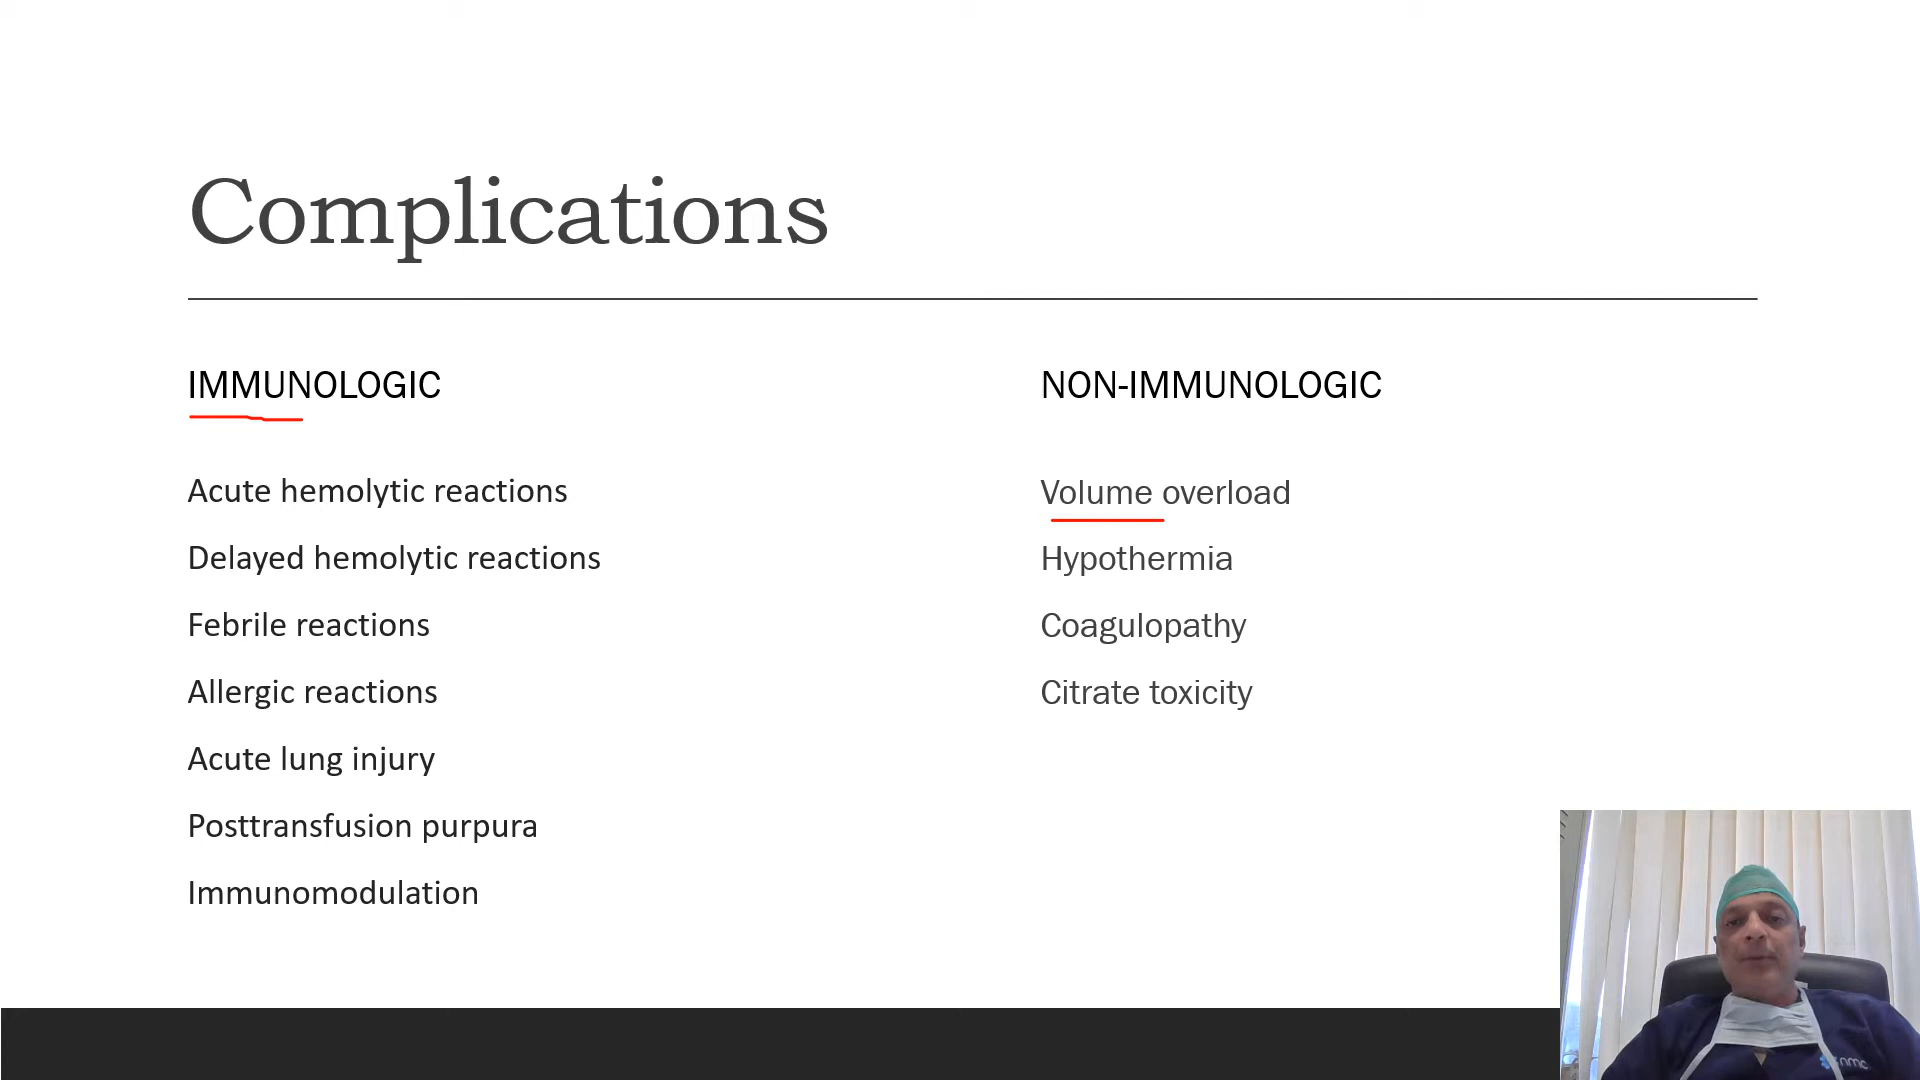 Complications
IMMUNOLOGIC
Acute hemolytic reactions
Delayed hemolytic reactions
Febrile reactions
Allergic reactions
Acute lung injury
Posttransfusion purpura
Immunomodulation
NON-IMMUNOLOGIC
Volume overload
Hypothermia
Coagulopathy
Citrate toxicity
nmc